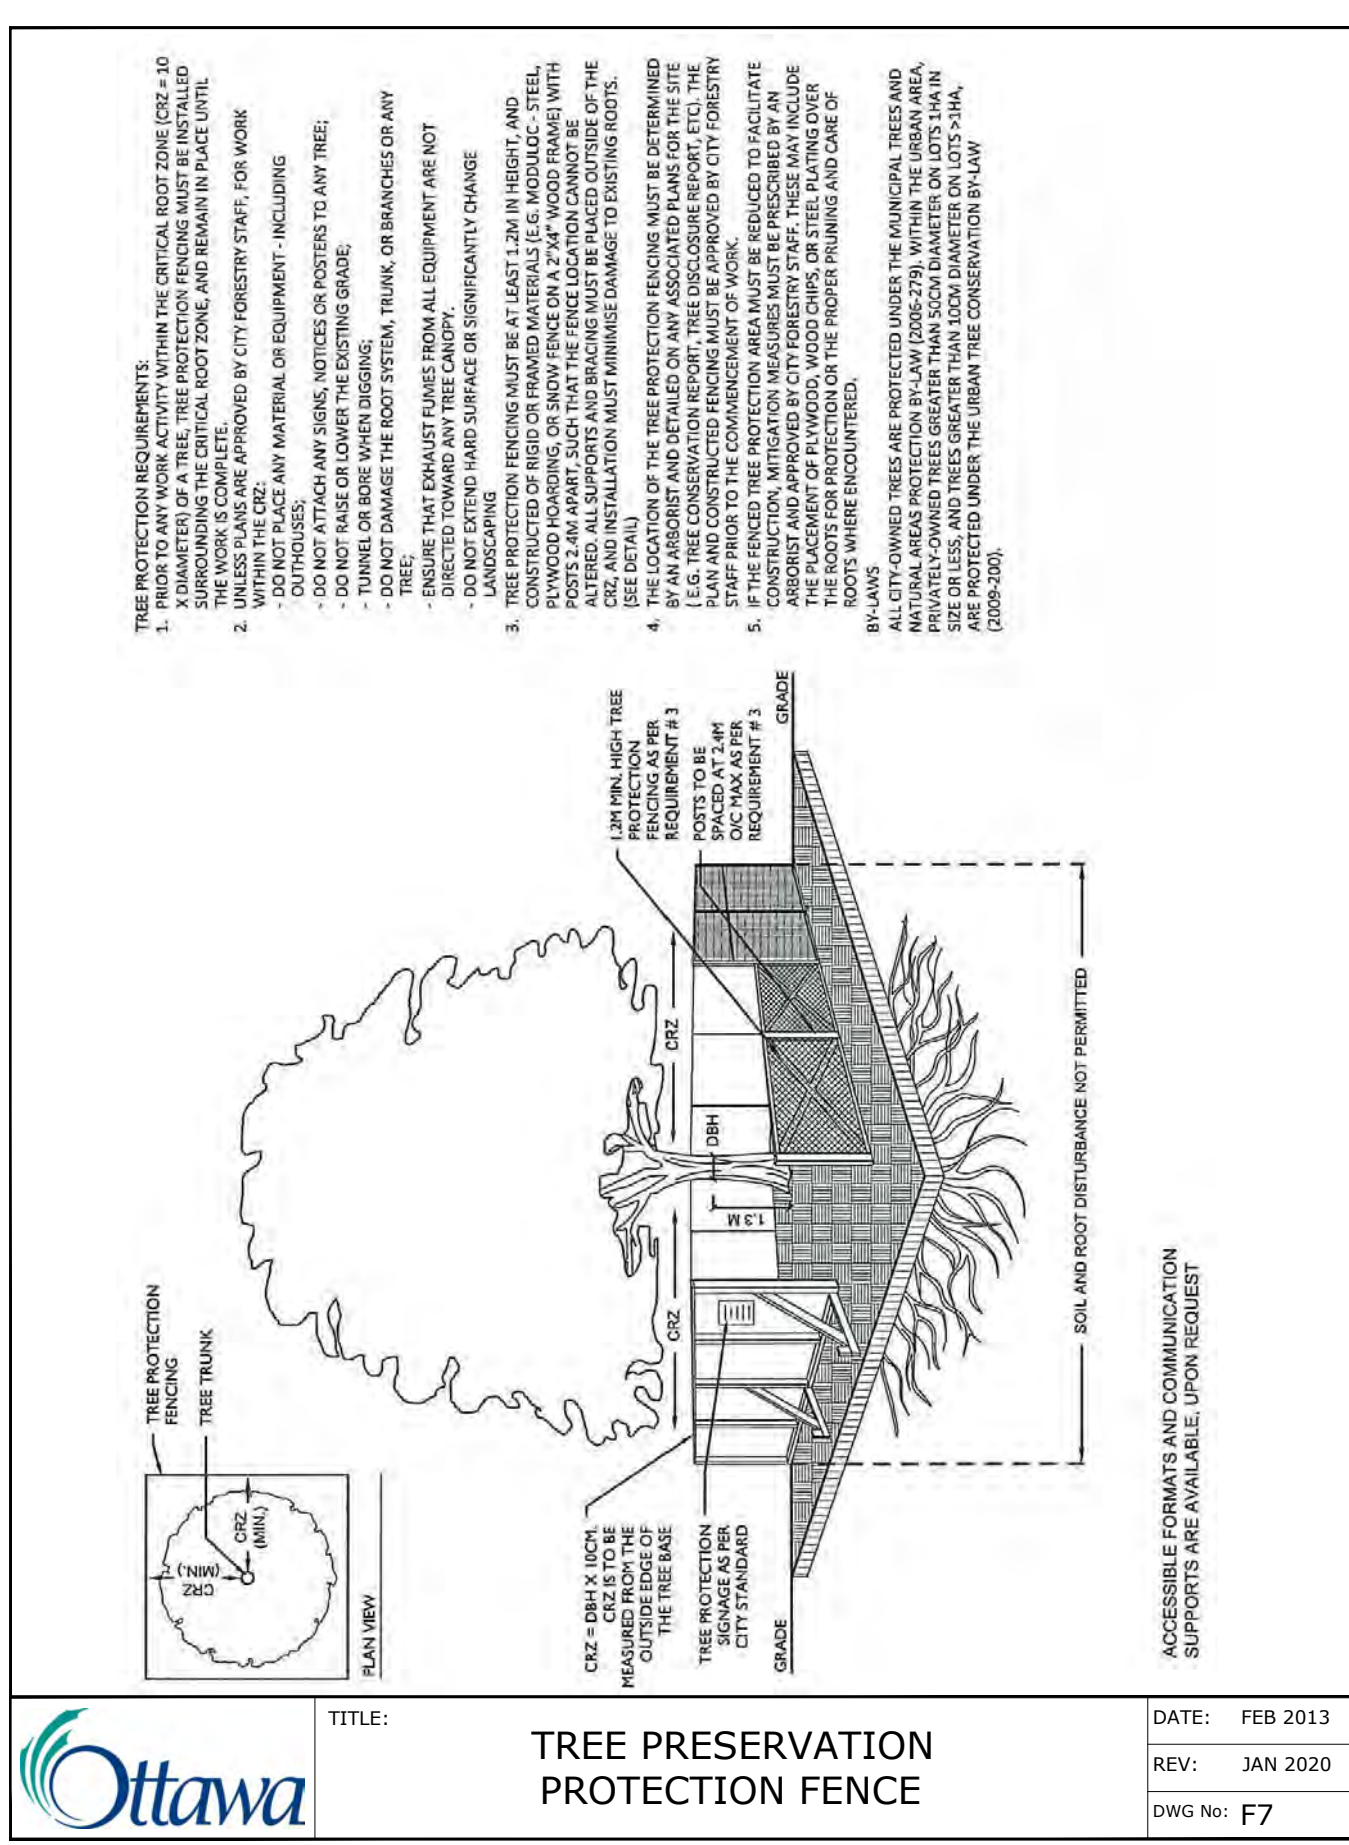 TREE PROTECTION REQUIREMENTS:
1. PRIOR TO ANY WORK ACTIVITY WITHIN THE CRITICAL ROOT ZONE (CRZ = 10
X DIAMETER) OF A TREE, TREE PROTECTION FENCING MUST BE INSTALLED
SURROUNDING THE CRITICAL ROOT ZONE, AND REMAIN IN PLACE UNTIL
THE WORK IS COMPLETE.
2. UNLESS PLANS ARE APPROVED BY CITY FORESTRY STAFF, FOR WORK
WITHIN THE CRZ:
- DO NOT PLACE ANY MATERIAL OR EQUIPMENT - INCLUDING
OUTHOUSES;
- DO NOT ATTACH ANY SIGNS, NOTICES OR POSTERS TO ANY TREE;
- DO NOT RAISE OR LOWER THE EXISTING GRADE;
- TUNNEL OR BORE WHEN DIGGING;
- DO NOT DAMAGE THE ROOT SYSTEM, TRUNK, OR BRANCHES OR ANY
TREE;
- ENSURE THAT EXHAUST FUMES FROM ALL EQUIPMENT ARE NOT
DIRECTED TOWARD ANY TREE CANOPY.
- DO NOT EXTEND HARD SURFACE OR SIGNIFICANTLY CHANGE
LANDSCAPING
3. TREE PROTECTION FENCING MUST BE AT LEAST 1.2M IN HEIGHT, AND
CONSTRUCTED OF RIGID OR FRAMED MATERIALS (E.G. MODULOC - STEEL,
PLYWOOD HOARDING, OR SNOW FENCE ON A 2"X4" WOOD FRAME) WITH
POSTS 2.4M APART, SUCH THAT THE FENCE LOCATION CANNOT BE
ALTERED. ALL SUPPORTS AND BRACING MUST BE PLACED OUTSIDE OF THE
CRZ, AND INSTALLATION MUST MINIMISE DAMAGE TO EXISTING ROOTS.
(SEE DETAIL)
4. THE LOCATION OF THE TREE PROTECTION FENCING MUST BE DETERMINED
BY AN ARBORIST AND DETAILED ON ANY ASSOCIATED PLANS FOR THE SITE
( E.G. TREE CONSERVATION REPORT, TREE DISCLOSURE REPORT, ETC). THE
PLAN AND CONSTRUCTED FENCING MUST BE APPROVED BY CITY FORESTRY
STAFF PRIOR TO THE COMMENCEMENT OF WORK.
5. IF THE FENCED TREE PROTECTION AREA MUST BE REDUCED TO FACILITATE
CONSTRUCTION, MITIGATION MEASURES MUST BE PRESCRIBED BY AN
ARBORIST AND APPROVED BY CITY FORESTRY STAFF. THESE MAY INCLUDE
THE PLACEMENT OF PLYWOOD, WOOD CHIPS, OR STEEL PLATING OVER
THE ROOTS FOR PROTECTION OR THE PROPER PRUNING AND CARE OF
ROOTS WHERE ENCOUNTERED.
BY-LAWS
ALL CITY-OWNED TREES ARE PROTECTED UNDER THE MUNICIPAL TREES AND
NATURAL AREAS PROTECTION BY-LAW (2006-279). WITHIN THE URBAN AREA,
PRIVATELY-OWNED TREES GREATER THAN 50CM DIAMETER ON LOTS 1HA IN
SIZE OR LESS, AND TREES GREATER THAN 10CM DIAMETER ON LOTS >1HA,
ARE PROTECTED UNDER THE URBAN TREE CONSERVATION BY-LAW
(2009-200).
TREE PROTECTION
FENCING
TREE TRUNK
CRZ
(MIN.)
CRZ
(MIN.)
PLAN VIEW
1.2M MIN. HIGH TREE
PROTECTION
FENCING AS PER
REQUIREMENT # 3
POSTS TO BE
SPACED AT 2.4M
O/C MAX AS PER
REQUIREMENT # 3.
GRADE
CRZ
CRZ
DBH
1.3 M
CRZ = DBH X 10CM.
CRZ IS TO BE
MEASURED FROM THE
OUTSIDE EDGE OF
THE TREE BASE
TREE PROTECTION
SIGNAGE AS PER
CITY STANDARD
GRADE
SOIL AND ROOT DISTURBANCE NOT PERMITTED
ACCESSIBLE FORMATS AND COMMUNICATION
SUPPORTS ARE AVAILABLE, UPON REQUEST
Ottawa
TITLE:
TREE PRESERVATION
PROTECTION FENCE
DATE: FEB 2013
REV: JAN 2020
DWG No: F7